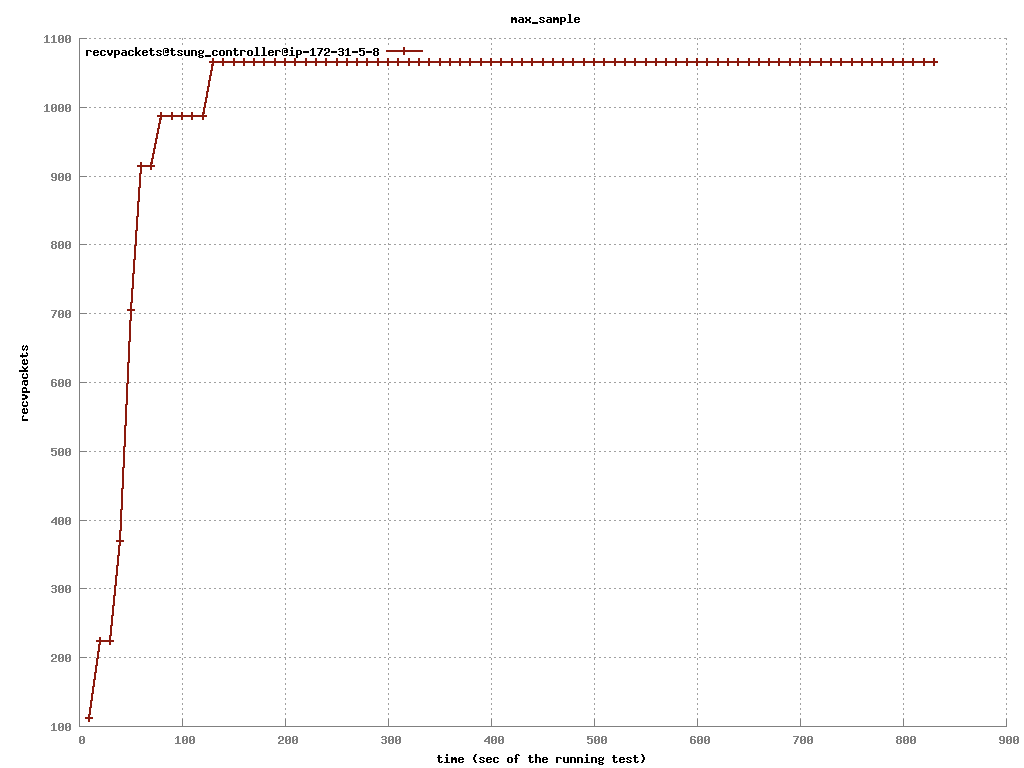 max_sample
1100
recvpackets@tsung_controller@ip-172-31-5-8
1000
900
800
700
600
500
400
300
200
100
recvpackets
0 100 200 300 400 500 600 700 800 900
time (sec of the running test)